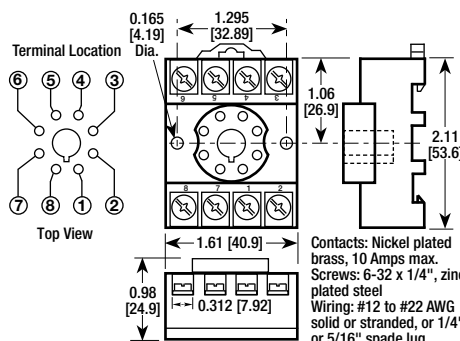 0.165
[4.19]
Dia.
1.295
[32.89]
Terminal Location
6 5 4 3
7 8 1 2
Top View
6 5 4 3
8 7 1 2
1.06
[26.9]
2.11
[53.6]
1.61 [40.9]
0.98
[24.9]
0.312 [7.92]
Contacts: Nickel plated
brass, 10 Amps max.
Screws: 6-32 x 1/4", zinc
plated steel
Wiring: #12 to #22 AWG
solid or stranded, or 1/4"
or 5/16" spade lug